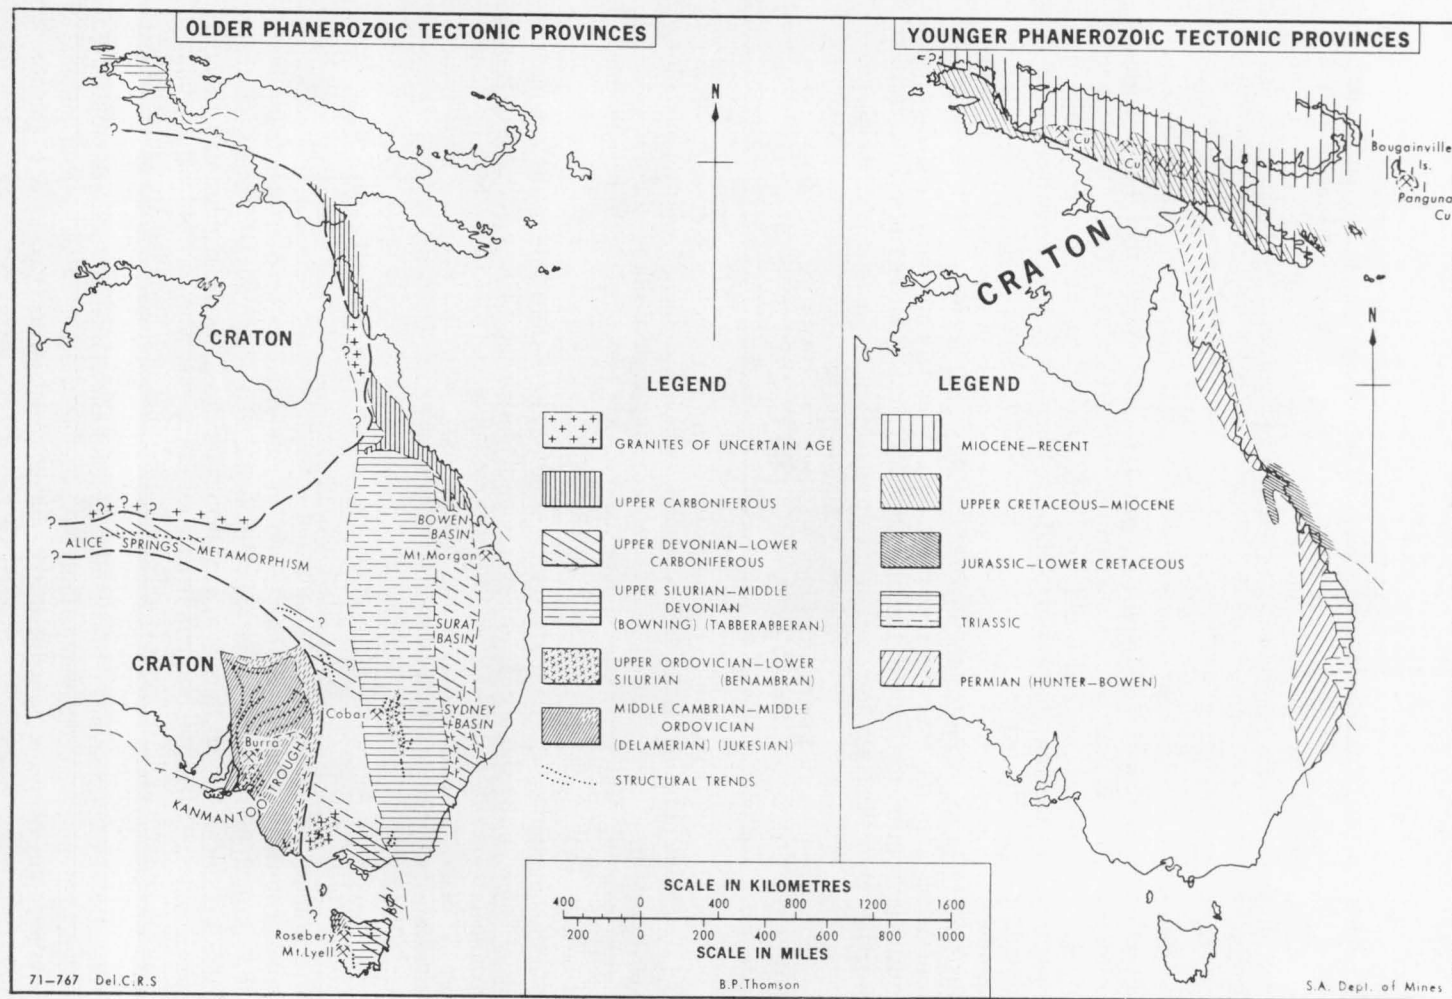 OLDER PHANEROZOIC TECTONIC PROVINCES
N
?
CRATON
?
?
LEGEND
GRANITES OF UNCERTAIN AGE
UPPER CARBONIFEROUS
UPPER DEVONIAN—LOWER
CARBONIFEROUS
UPPER SILURIAN—MIDDLE
DEVONIAN
(BOWNING) (TABBERABBERAN)
UPPER ORDOVICIAN—LOWER
SILURIAN (BENAMBRAN)
MIDDLE CAMBRIAN—MIDDLE
ORDOVICIAN
(DELAMERIAN) (JUKESIAN)
STRUCTURAL TRENDS
BOWEN
BASIN
Mt.Morgan
? ? ? ?
ALICE SPRINGS METAMORPHISM
?
?
SURAT
BASIN
?
CRATON
Cobar
SYDNEY
BASIN
Burra
KANMANTOO TROUGH
?
Rosebery
Mt.Lyell
71—767 Del.C.R.S
YOUNGER PHANEROZOIC TECTONIC PROVINCES
?
Cu
Cu
Bougainville
Is.
Panguna
Cu
CRATON
N
LEGEND
MIOCENE—RECENT
UPPER CRETACEOUS—MIOCENE
JURASSIC—LOWER CRETACEOUS
TRIASSIC
PERMIAN (HUNTER—BOWEN)
SCALE IN KILOMETRES
400 0 400 800 1200 1600
200 0 200 400 600 800 1000
SCALE IN MILES
B.P.Thomson
S.A. Dept. of Mines